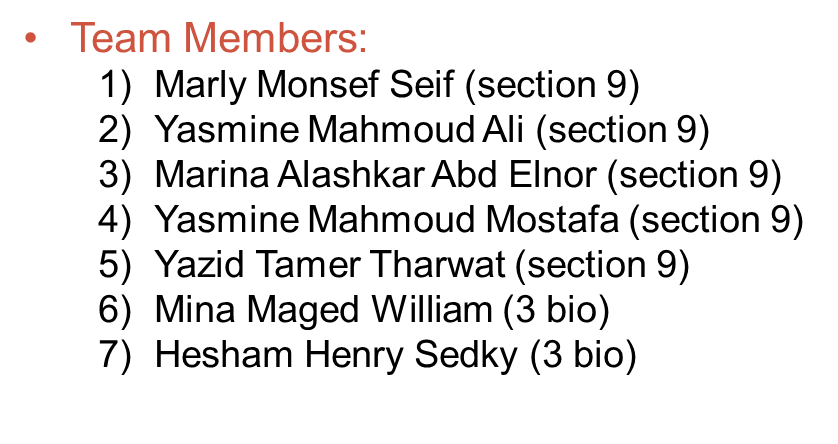 • Team Members:
1) Marly Monsef Seif (section 9)
2) Yasmine Mahmoud Ali (section 9)
3) Marina Alashkar Abd Elnor (section 9)
4) Yasmine Mahmoud Mostafa (section 9)
5) Yazid Tamer Tharwat (section 9)
6) Mina Maged William (3 bio)
7) Hesham Henry Sedky (3 bio)